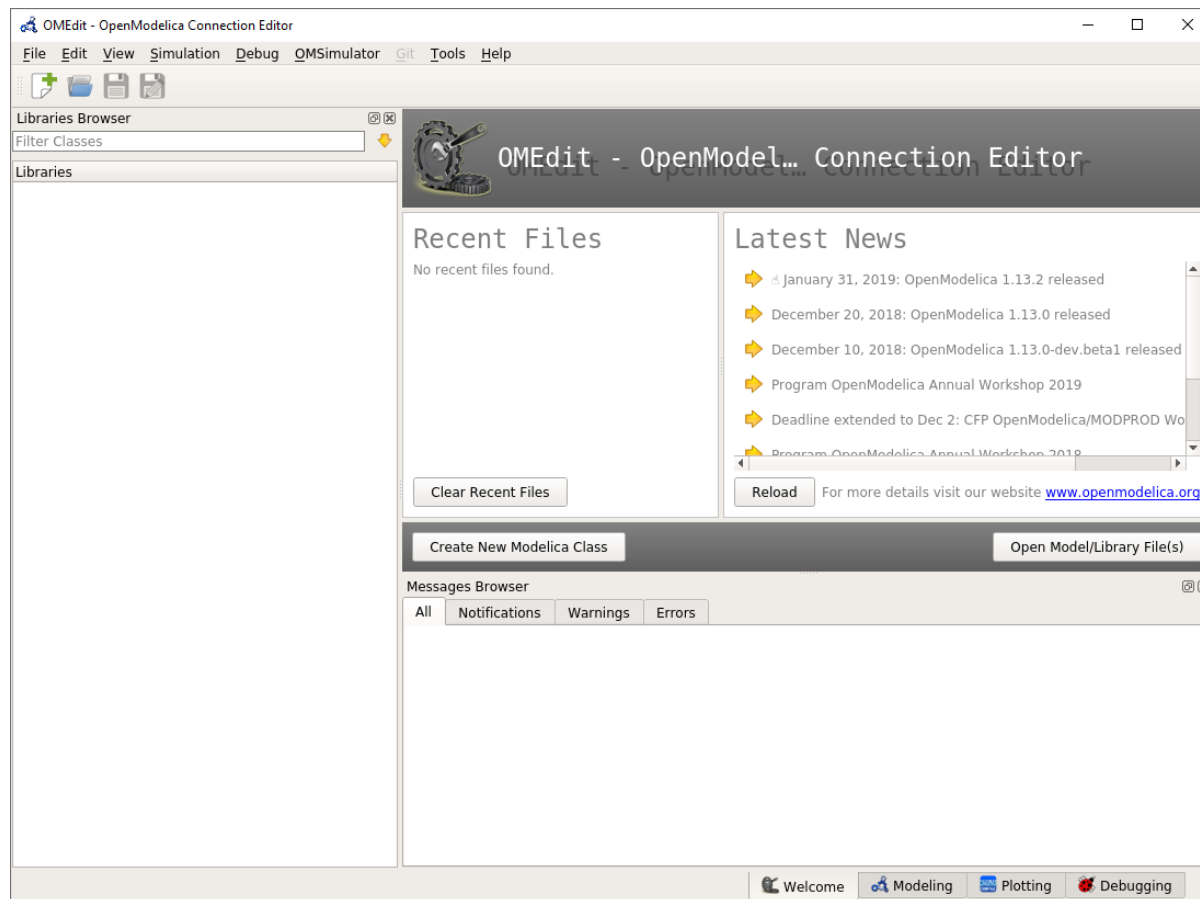 OMEdit - OpenModelica Connection Editor
File Edit View Simulation Debug OMSimulator Git Tools Help
Libraries Browser
Filter Classes
Libraries
OMEdit - OpenModel… Connection Editor
Recent Files
No recent files found.
Clear Recent Files
Latest News
January 31, 2019: OpenModelica 1.13.2 released
December 20, 2018: OpenModelica 1.13.0 released
December 10, 2018: OpenModelica 1.13.0-dev.beta1 released
Program OpenModelica Annual Workshop 2019
Deadline extended to Dec 2: CFP OpenModelica/MODPROD Wo
Program OpenModelica Annual Workshop 2018
Reload For more details visit our website www.openmodelica.org
Create New Modelica Class Open Model/Library File(s)
Messages Browser
All Notifications Warnings Errors
Welcome Modeling Plotting Debugging